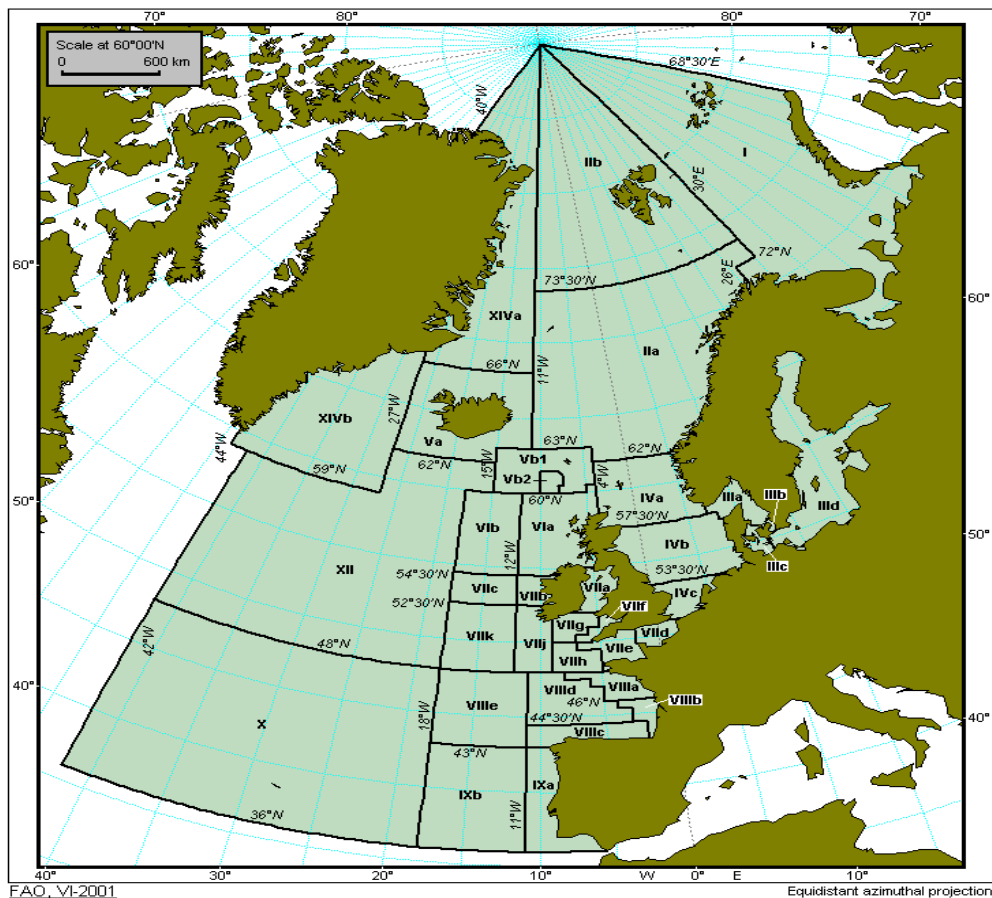 70° 80° 80° 70°
Scale at 60°00'N
0 600 km
68°30'E
40°W
I
IIb
30°E
72°N
60°
26°E
73°30'N
60°
XIVa
IIa
66°N
11°W
27°W
XIVb
Va
63°N
62°N
44°W
Vb1
59°N
62°N
15°W
Vb2
4°W
50°
60°N
IVa
IIIa
IIIb
IIId
57°30'N
VIb
VIa
50°
IVb
XII
12°W
53°30'N
IIIc
54°30'N
VIIc
VIIb
VIIa
IVc
52°30'N
VIIf
VIIg
VIId
42°W
48°N
VIIk
VIIj
VIIe
VIIh
40°
VIIId
VIIIa
46°N
VIIIb
VIIIe
18°W
44°30'N
40°
X
VIIIc
43°N
IXb
IXa
11°W
36°N
40° 30° 20° 10° W 0° E 10°
FAO, VI-2001
Equidistant azimuthal projection